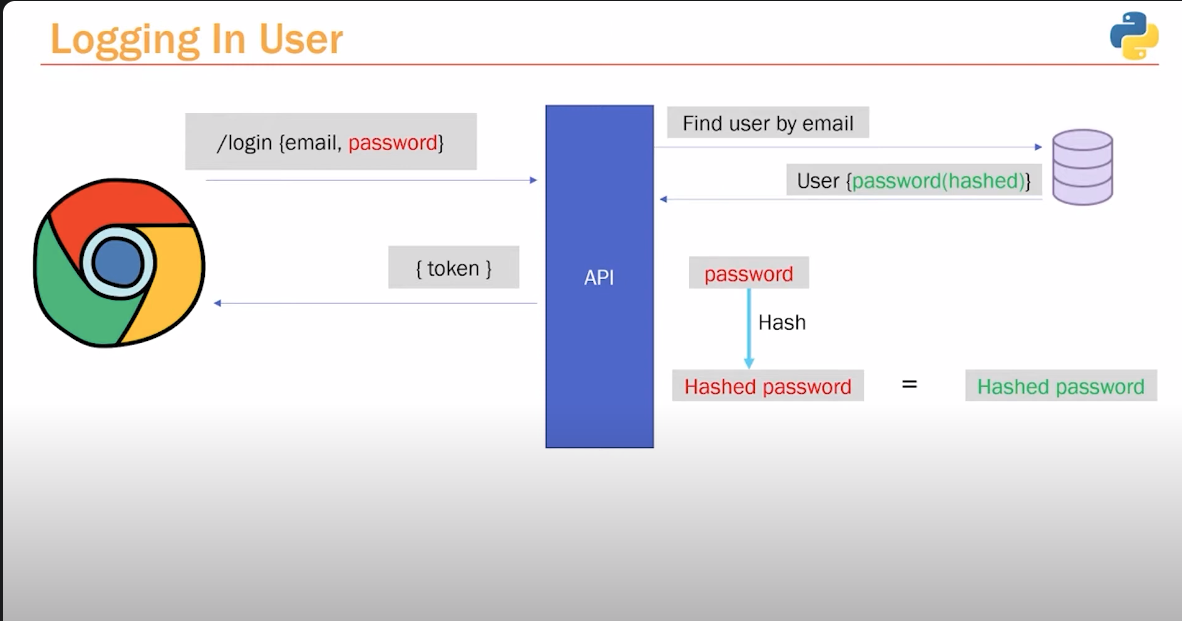 Logging In User
/login {email, password}
Find user by email
User {password(hashed)}
{ token }
API
password
Hash
Hashed password = Hashed password